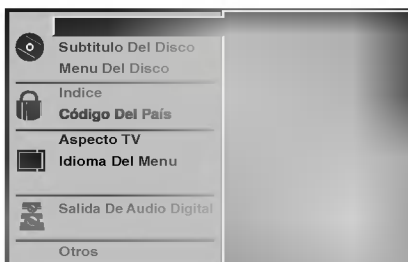 Subtitulo Del Disco
Menu Del Disco
Indice
Código Del País
Aspecto TV
Idioma Del Menu
Salida De Audio Digital
Otros